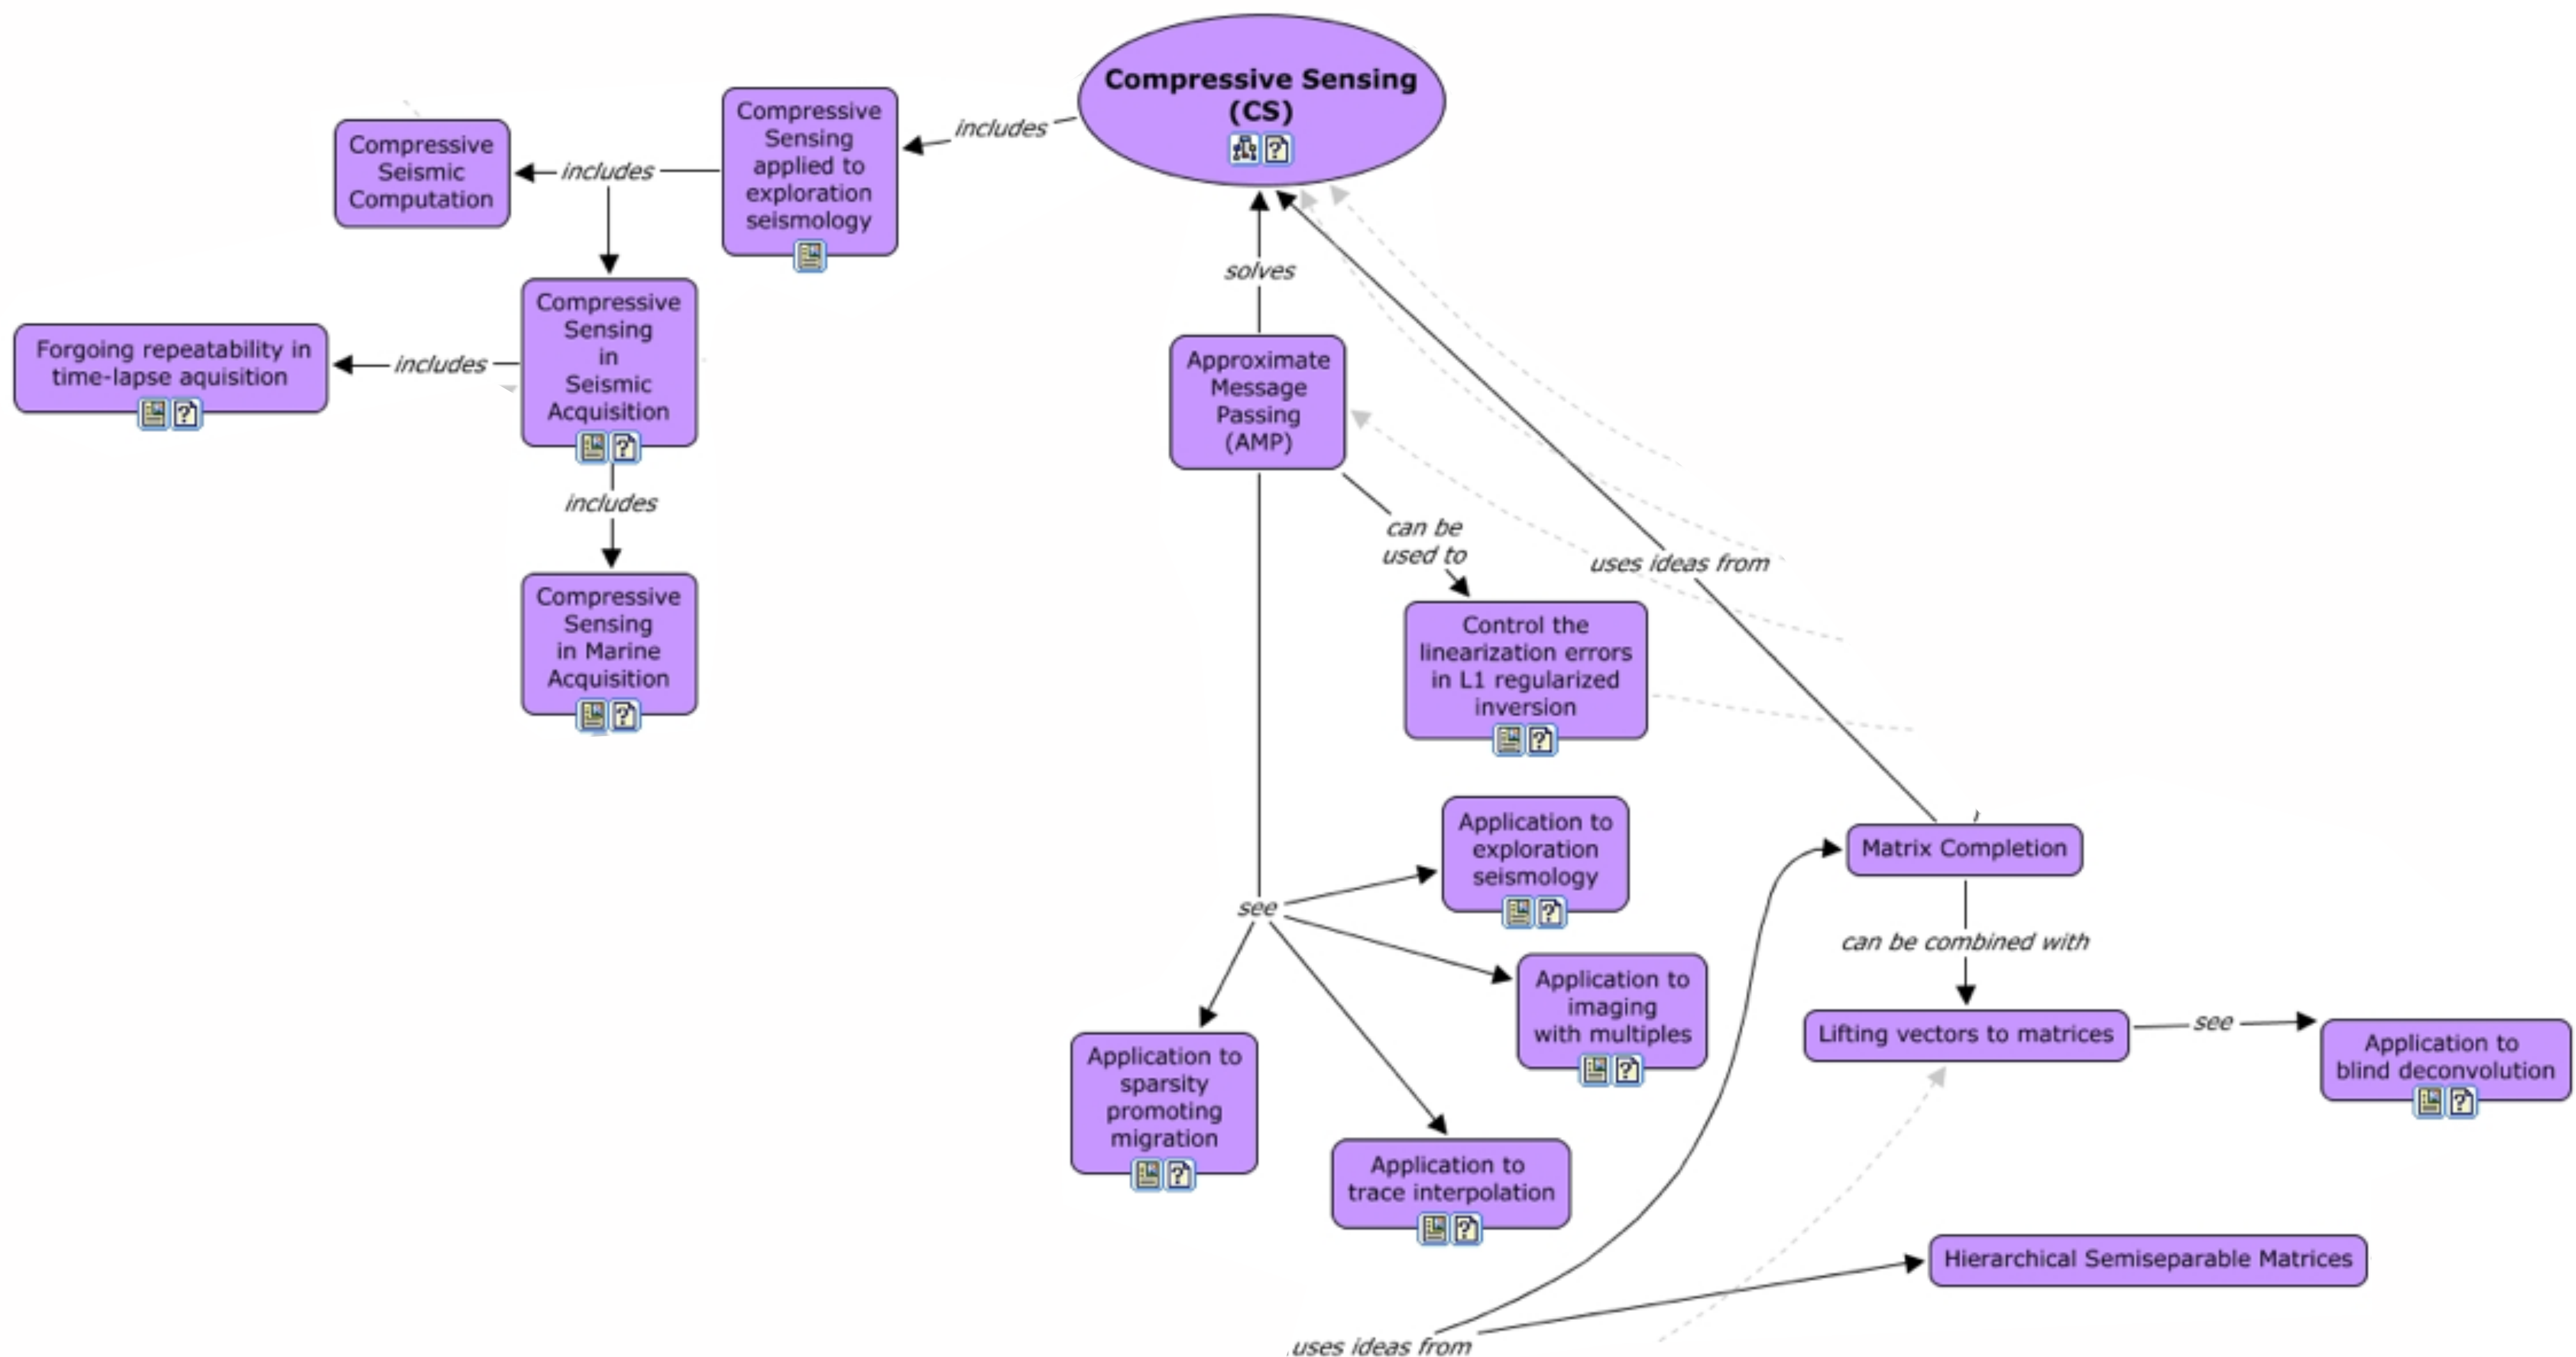 Compressive Sensing
(CS)
includes
Compressive
Sensing
applied to
exploration
seismology
includes
Compressive
Seismic
Computation
Compressive
Sensing
in
Seismic
Acquisition
includes
Forgoing repeatability in
time-lapse aquisition
includes
Compressive
Sensing
in Marine
Acquisition
solves
Approximate
Message
Passing
(AMP)
can be
used to
Control the
linearization errors
in L1 regularized
inversion
uses ideas from
see
Application to
exploration
seismology
Application to
imaging
with multiples
Application to
sparsity
promoting
migration
Application to
trace interpolation
Matrix Completion
can be combined with
Lifting vectors to matrices
see
Application to
blind deconvolution
Hierarchical Semiseparable Matrices
uses ideas from